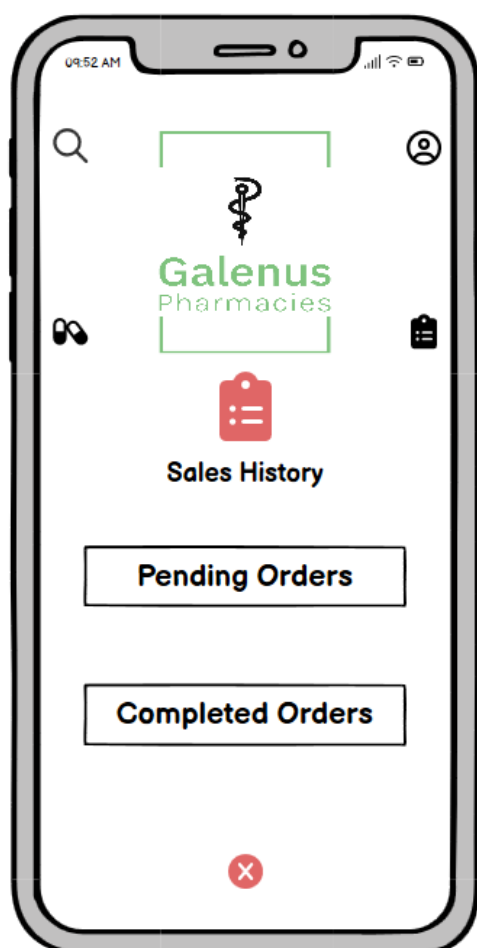 09:52 AM
Galenus
Pharmacies
Sales History
Pending Orders
Completed Orders